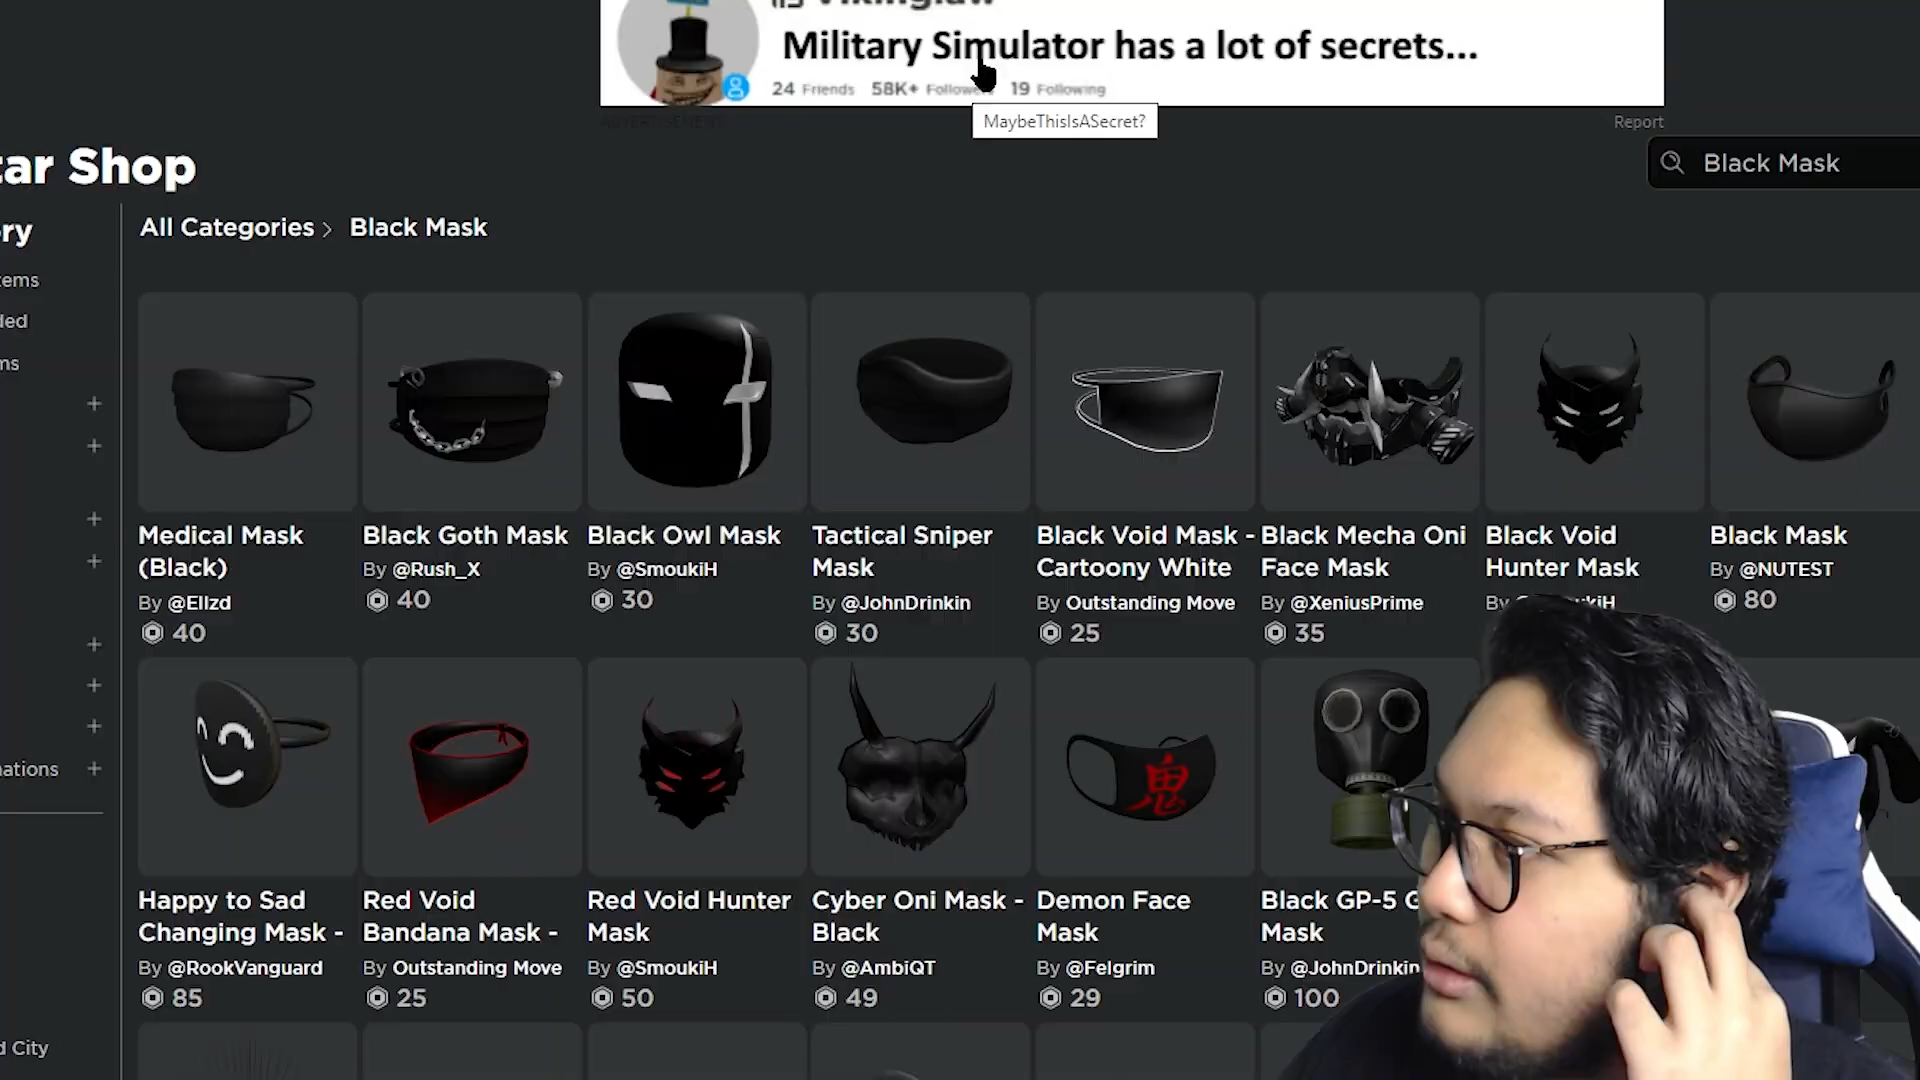 Military Simulator has a lot of secrets...
24 Friends 58K+ Followers 19 Following
MaybeThisIsASecret?
ADVERTISEMENT
Report
tar Shop
Black Mask
ry
All Categories > Black Mask
Medical Mask (Black)
By @Ellzd
40
Black Goth Mask
By @Rush_X
40
Black Owl Mask
By @SmoukiH
30
Tactical Sniper Mask
By @JohnDrinkin
30
Black Void Mask - Cartoony White
By Outstanding Move
25
Black Mecha Oni Face Mask
By @XeniusPrime
35
Black Void Hunter Mask
By
Black Mask
By @NUTEST
80
Happy to Sad Changing Mask -
By @RookVanguard
85
Red Void Bandana Mask -
By Outstanding Move
25
Red Void Hunter Mask
By @SmoukiH
50
Cyber Oni Mask - Black
By @AmbiQT
49
Demon Face Mask
By @Felgrim
29
鬼
Black GP-5 G
Mask
By @JohnDrinkin
100